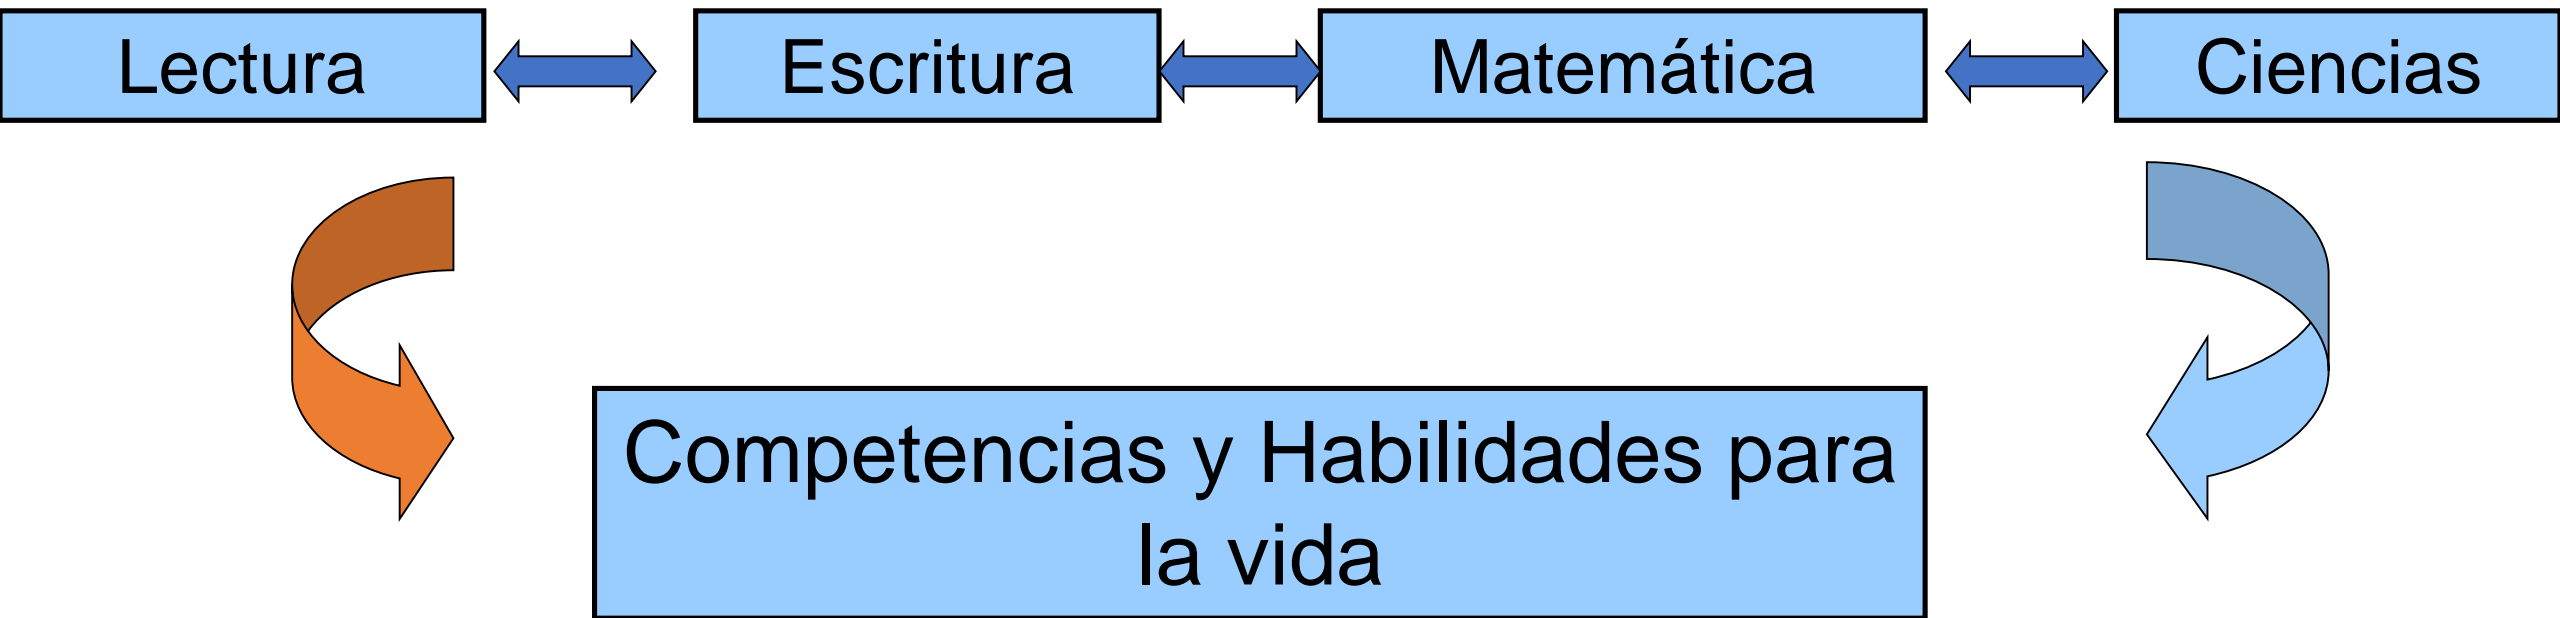 Lectura
Escritura
Matemática
Ciencias
Competencias y Habilidades para
la vida